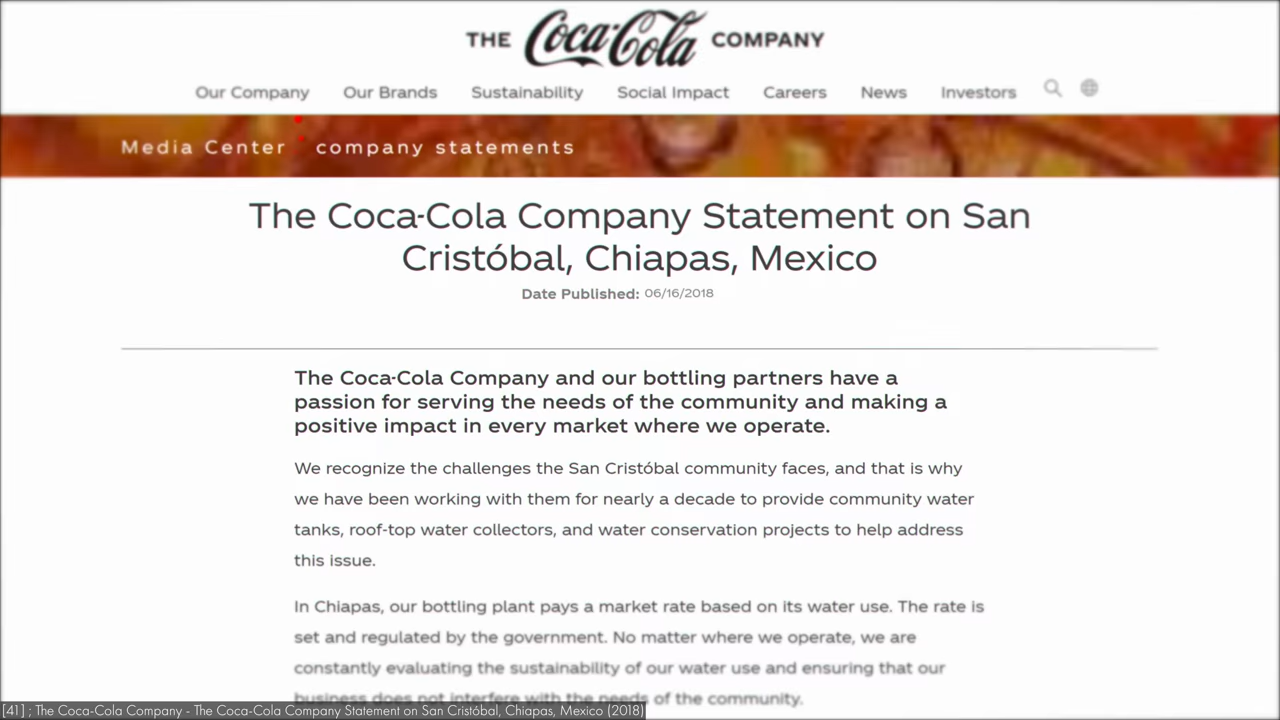 THE Coca-Cola COMPANY
Our Company Our Brands Sustainability Social Impact Careers News Investors
Media Center company statements
The Coca-Cola Company Statement on San
Cristóbal, Chiapas, Mexico
Date Published: 06/16/2018
The Coca-Cola Company and our bottling partners have a
passion for serving the needs of the community and making a
positive impact in every market where we operate.
We recognize the challenges the San Cristóbal community faces, and that is why
we have been working with them for nearly a decade to provide community water
tanks, roof-top water collectors, and water conservation projects to help address
this issue.
In Chiapas, our bottling plant pays a market rate based on its water use. The rate is
set and regulated by the government. No matter where we operate, we are
constantly evaluating the sustainability of our water use and ensuring that our
business does not interfere with the needs of the community.
[41] ; The Coca-Cola Company - The Coca-Cola Company Statement on San Cristóbal, Chiapas, Mexico (2018)